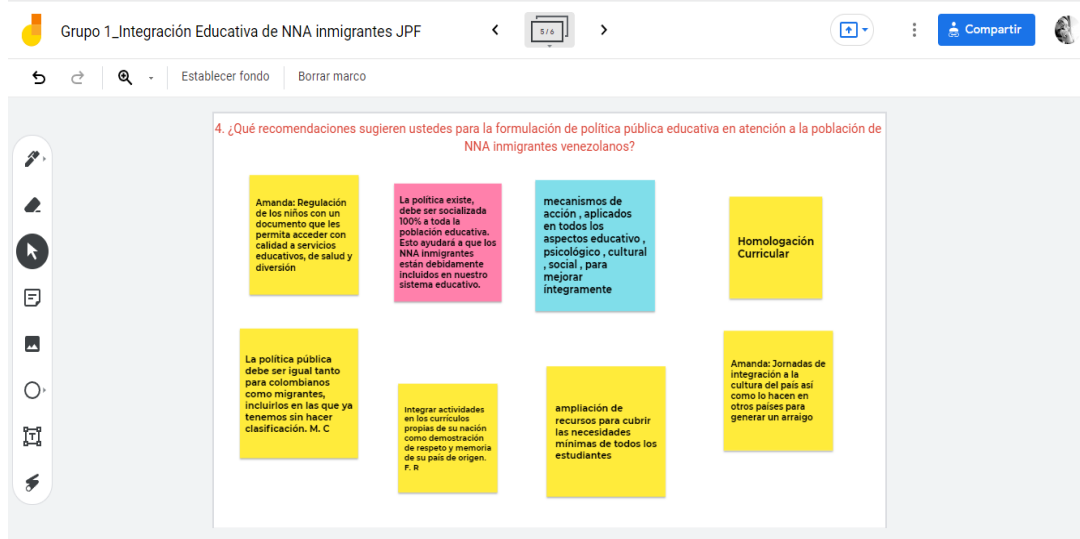 Grupo 1_Integración Educativa de NNA inmigrantes JPF
5 / 6
Compartir
Establecer fondo
Borrar marco
4. ¿Qué recomendaciones sugieren ustedes para la formulación de política pública educativa en atención a la población de
NNA inmigrantes venezolanos?
Amanda: Regulación
de los niños con un
documento que les
permita acceder con
calidad a servicios
educativos, de salud y
diversión
La política existe,
debe ser socializada
100% a toda la
población educativa.
Esto ayudará a que los
NNA inmigrantes
están debidamente
incluidos en nuestro
sistema educativo.
mecanismos de
acción , aplicados
en todos los
aspectos educativo ,
psicológico , cultural
, social , para
mejorar
íntegramente
Homologación
Curricular
La política pública
debe ser igual tanto
para colombianos
como migrantes,
incluirlos en las que ya
tenemos sin hacer
clasificación. M. C
Integrar actividades
en los currículos
propias de su nación
como demostración
de respeto y memoria
de su país de origen.
F. R
ampliación de
recursos para cubrir
las necesidades
mínimas de todos los
estudiantes
Amanda: Jornadas de
integración a la
cultura del país así
como lo hacen en
otros países para
generar un arraigo